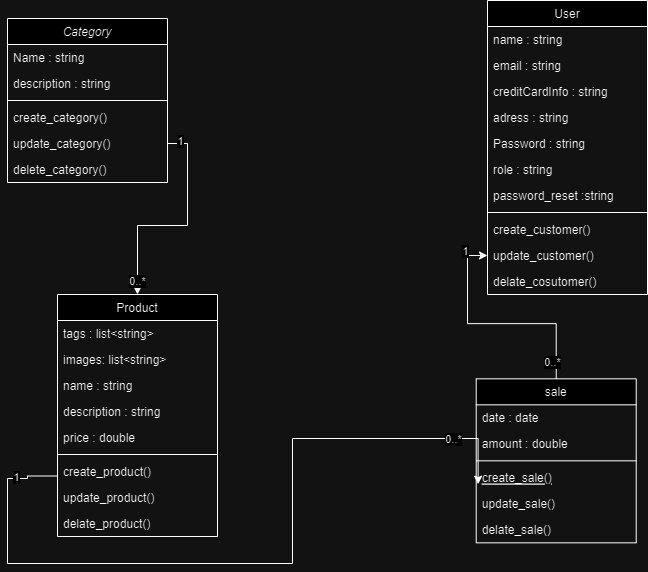 Category
Name : string
description : string
create_category()
update_category()
delete_category()
1
0..*
Product
tags : list<string>
images: list<string>
name : string
description : string
price : double
create_product()
update_product()
delate_product()
1
0..*
User
name : string
email : string
creditCardInfo : string
adress : string
Password : string
role : string
password_reset :string
create_customer()
update_customer()
delate_cosutomer()
1
0..*
sale
date : date
amount : double
create_sale()
update_sale()
delate_sale()